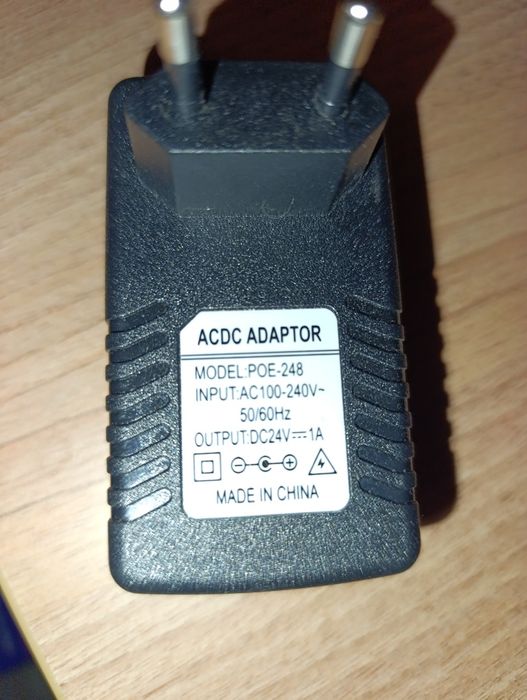 ACDC ADAPTOR
MODEL:POE-248
INPUT:AC100-240V~
50/60Hz
OUTPUT:DC24V⎓1A
MADE IN CHINA